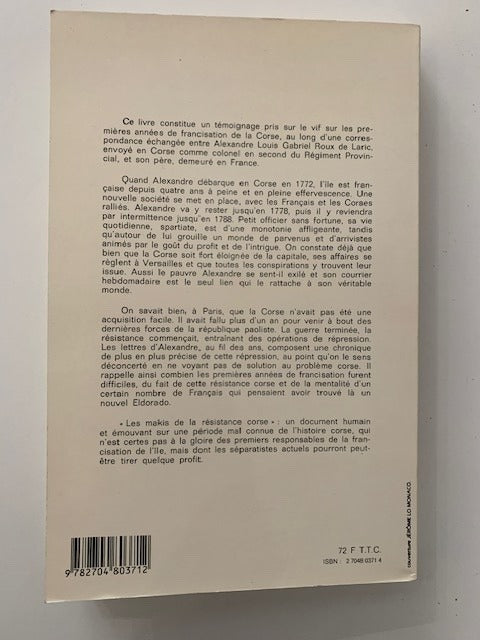 Ce livre constitue un témoignage pris sur le vif sur les pre-
mières années de francisation de la Corse, au long d'une corres-
pondance échangée entre Alexandre Louis Gabriel Roux de Laric,
envoyé en Corse comme colonel en second du Régiment Provin-
cial, et son père, demeuré en France.
Quand Alexandre débarque en Corse en 1772, l'Ile est fran-
çaise depuis quatre ans à peine et en pleine effervescence. Une
nouvelle société se met en place, avec les Français et les Corses
ralliés. Alexandre va y rester jusqu'en 1778, puis il y reviendra
par intermittence jusqu'en 1788. Petit officier sans fortune, sa vie
quotidienne, spartiate, est d'une monotonie affligeante, tandis
qu'autour de lui grouille un monde de parvenus et d'arrivistes
animés par le goût du profit et de l'intrigue. On constate déjà que
bien que la Corse soit fort éloignée de la capitale, ses affaires se
règlent à Versailles et que toutes les conspirations y trouvent leur
issue. Aussi le pauvre Alexandre se sent-il exilé et son courrier
hebdomadaire est le seul lien qui le rattache à son véritable
monde.
On savait bien, à Paris, que la Corse n'avait pas été une
acquisition facile. Il avait fallu plus d'un an pour venir à bout des
dernières forces de la république paoliste. La guerre terminée, la
résistance commençait, entraînant des opérations de répression.
Les lettres d'Alexandre, au fil des ans, composent une chronique
de plus en plus précise de cette répression, au point qu'on le sent
déconcerté en ne voyant pas de solution au problème corse. Il
rappelle ainsi combien les premières années de francisation furent
difficiles, du fait de cette résistance corse et de la mentalité d'un
certain nombre de Français qui pensaient avoir trouvé là un
nouvel Eldorado.
« Les makis de la résistance corse » : un document humain
et émouvant sur une période mal connue de l'histoire corse, qui
n'est certes pas à la gloire des premiers responsables de la fran-
cisation de l'Ile, mais dont les séparatistes actuels pourront peut-
être tirer quelque profit.
couverture JÉRÔME LO MONACO
72 F T.T.C.
ISBN : 2 7048 0371 4
9 782704 803712